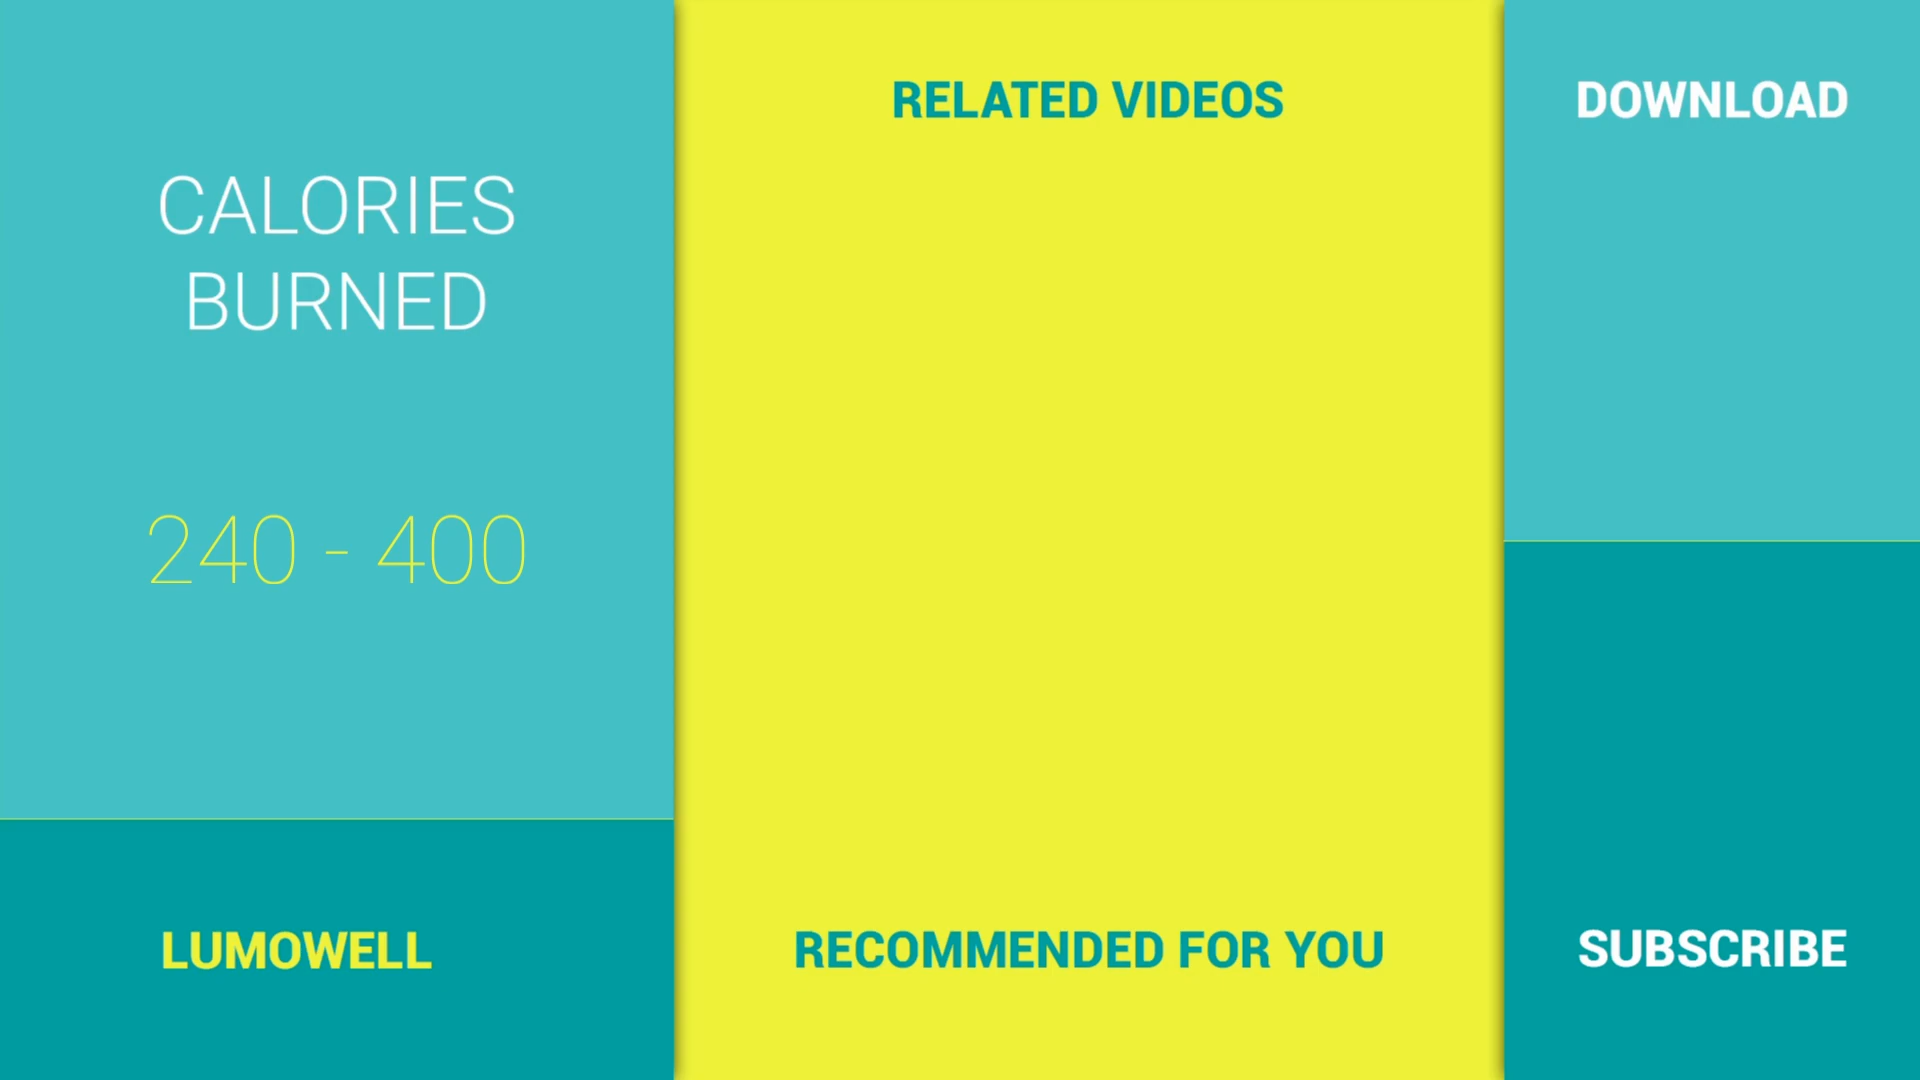 CALORIES
BURNED
240 - 400
LUMOWELL
RELATED VIDEOS
RECOMMENDED FOR YOU
DOWNLOAD
SUBSCRIBE